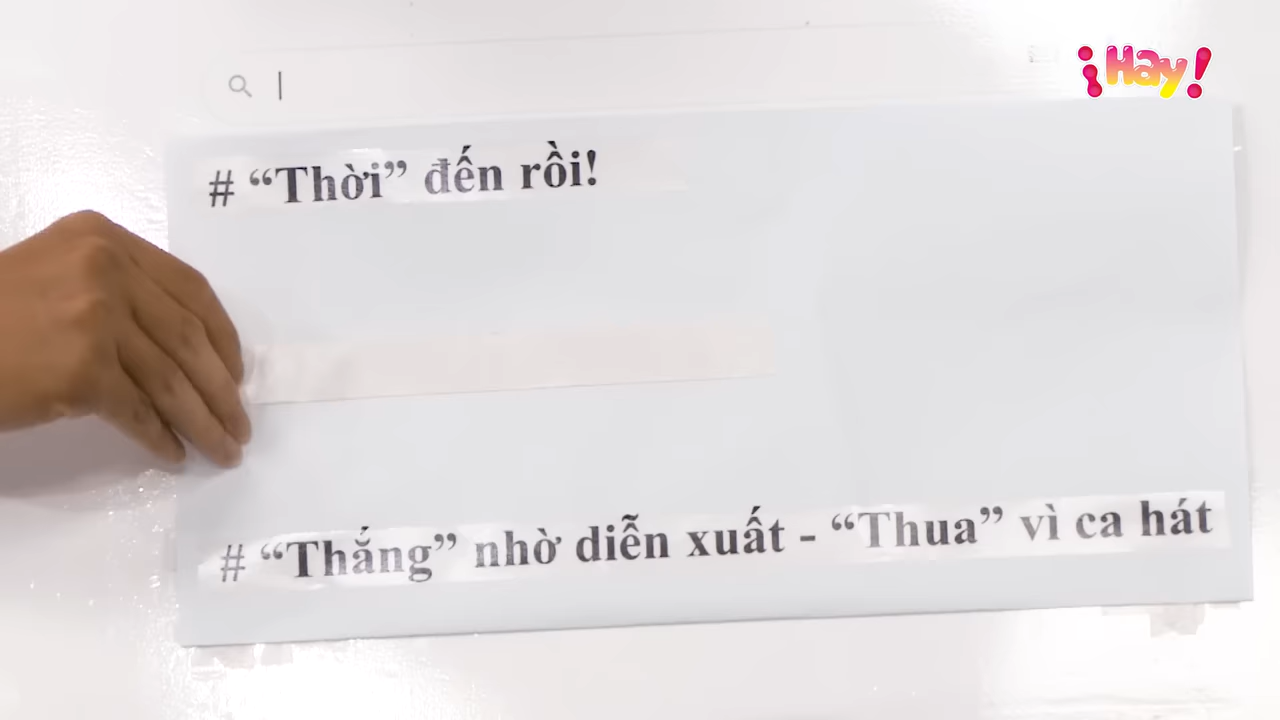 ¡Hay!
# “Thời” đến rồi!
# “Thắng” nhờ diễn xuất - “Thua” vì ca hát